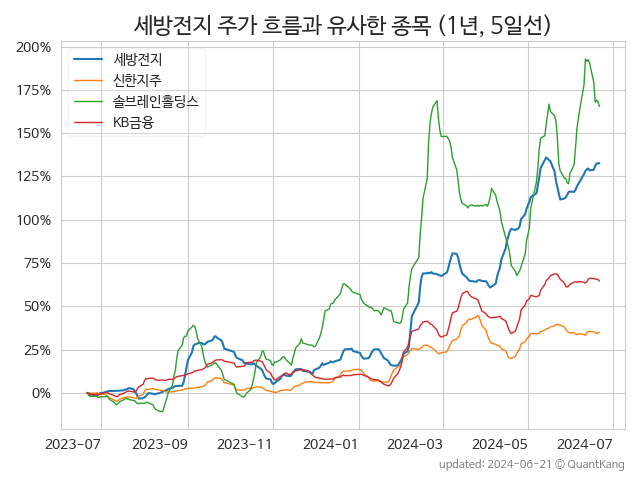 세방전지 주가 흐름과 유사한 종목 (1년, 5일선)
세방전지
신한지주
솔브레인홀딩스
KB금융
200%
175%
150%
125%
100%
75%
50%
25%
0%
2023-07 2023-09 2023-11 2024-01 2024-03 2024-05 2024-07
updated: 2024-06-21 © QuantKang